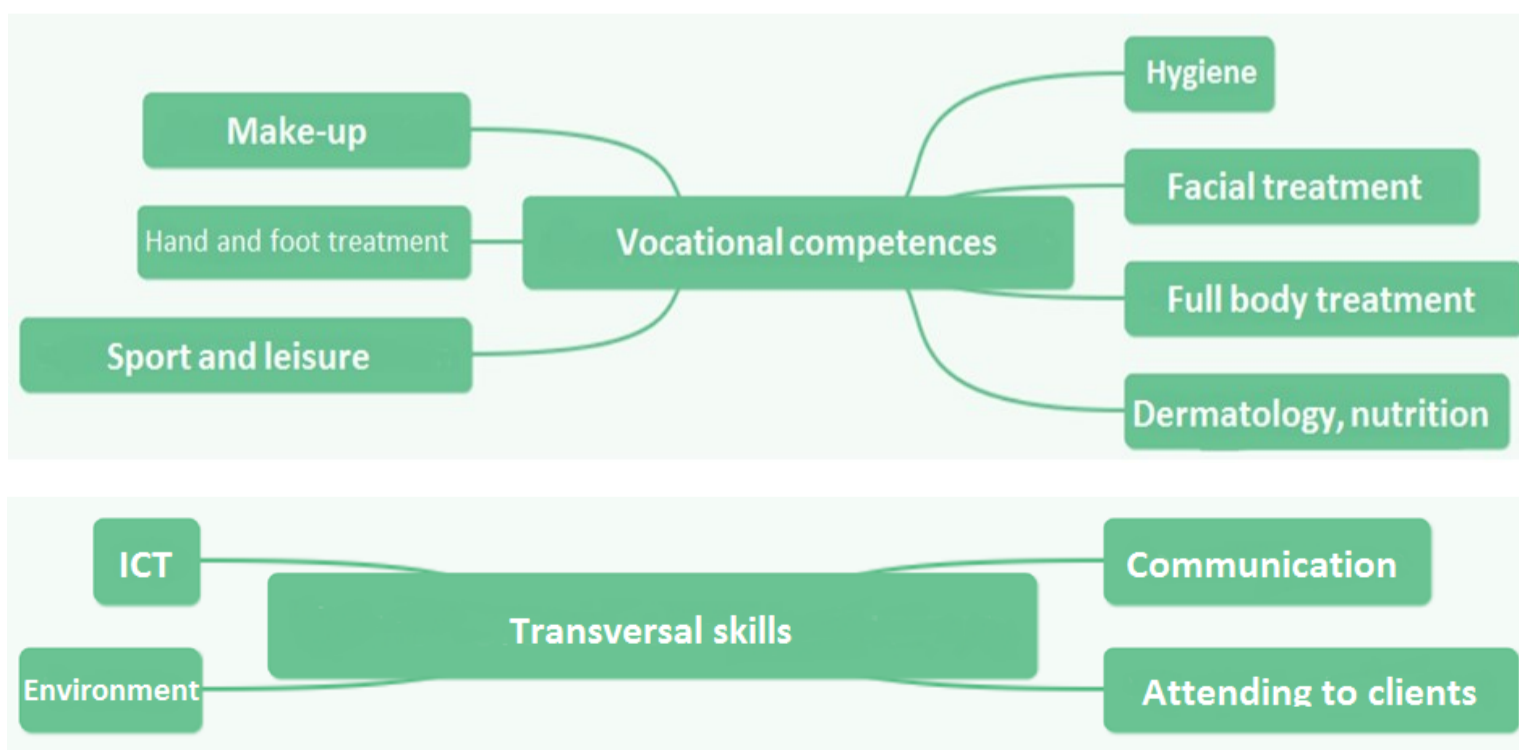 Make-up
Hand and foot treatment
Sport and leisure
Vocational competences
Hygiene
Facial treatment
Full body treatment
Dermatology, nutrition
ICT
Environment
Transversal skills
Communication
Attending to clients